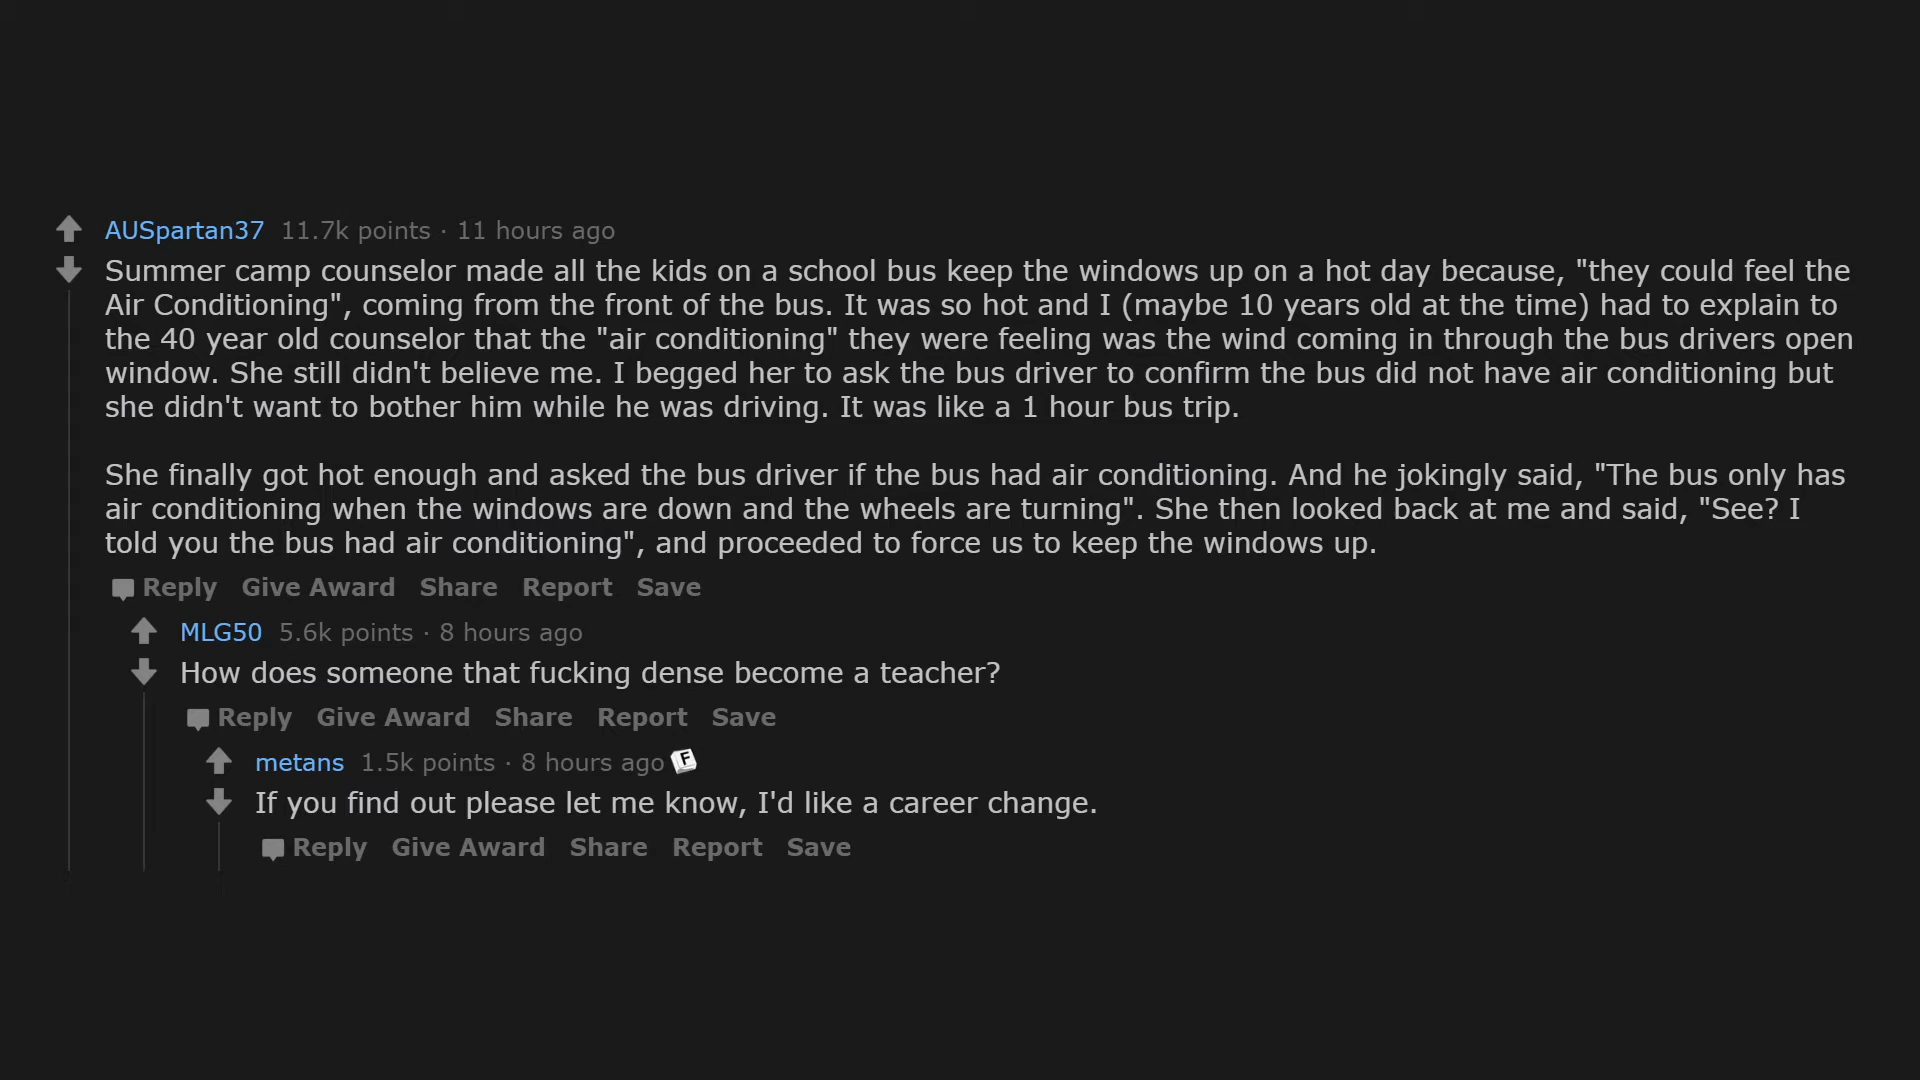 AUSpartan37 11.7k points · 11 hours ago
Summer camp counselor made all the kids on a school bus keep the windows up on a hot day because, "they could feel the
Air Conditioning", coming from the front of the bus. It was so hot and I (maybe 10 years old at the time) had to explain to
the 40 year old counselor that the "air conditioning" they were feeling was the wind coming in through the bus drivers open
window. She still didn't believe me. I begged her to ask the bus driver to confirm the bus did not have air conditioning but
she didn't want to bother him while he was driving. It was like a 1 hour bus trip.
She finally got hot enough and asked the bus driver if the bus had air conditioning. And he jokingly said, "The bus only has
air conditioning when the windows are down and the wheels are turning". She then looked back at me and said, "See? I
told you the bus had air conditioning", and proceeded to force us to keep the windows up.
Reply Give Award Share Report Save
MLG50 5.6k points · 8 hours ago
How does someone that fucking dense become a teacher?
Reply Give Award Share Report Save
metans 1.5k points · 8 hours ago F
If you find out please let me know, I'd like a career change.
Reply Give Award Share Report Save